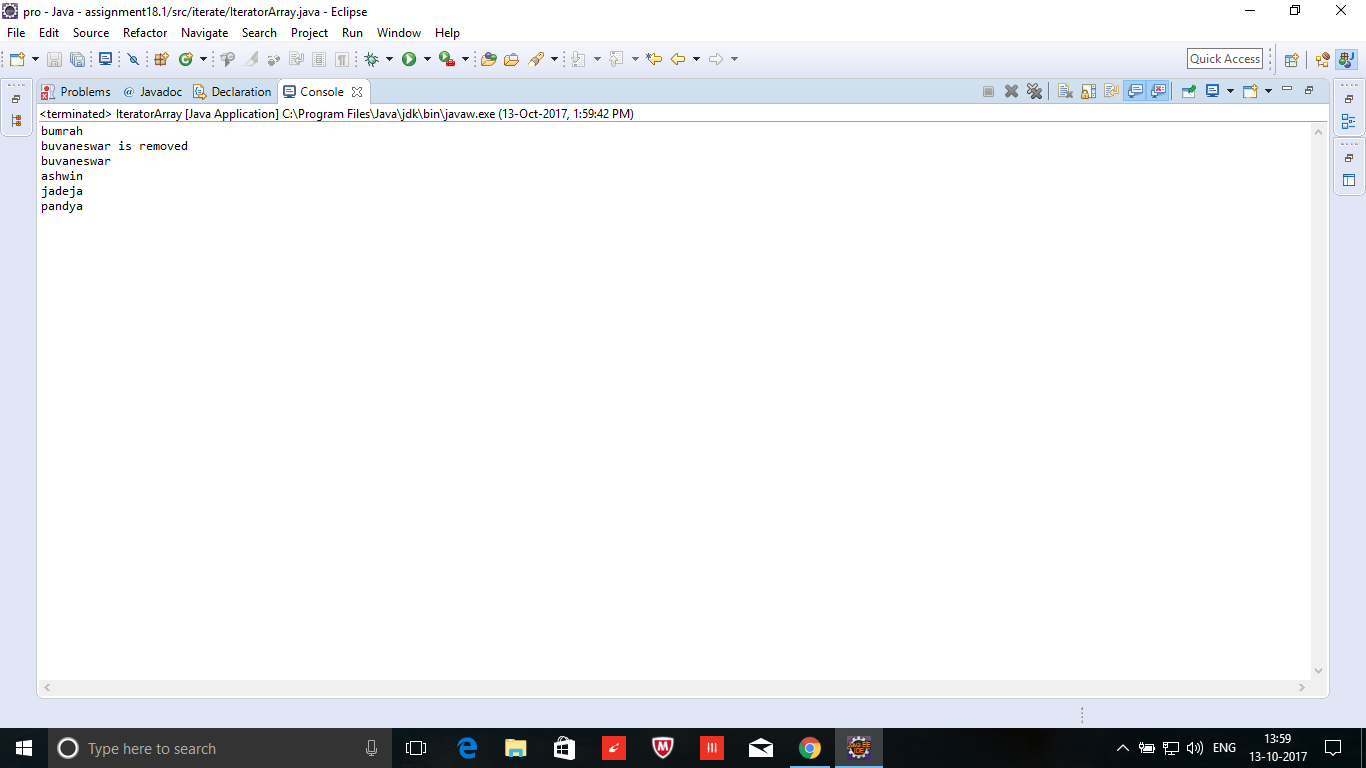 pro - Java - assignment18.1/src/iterate/IteratorArray.java - Eclipse
File Edit Source Refactor Navigate Search Project Run Window Help
Quick Access
Problems @ Javadoc Declaration Console
<terminated> IteratorArray [Java Application] C:\Program Files\Java\jdk\bin\javaw.exe (13-Oct-2017, 1:59:42 PM)
bumrah
buvaneswar is removed
buvaneswar
ashwin
jadeja
pandya
Type here to search
ENG
13:59
13-10-2017